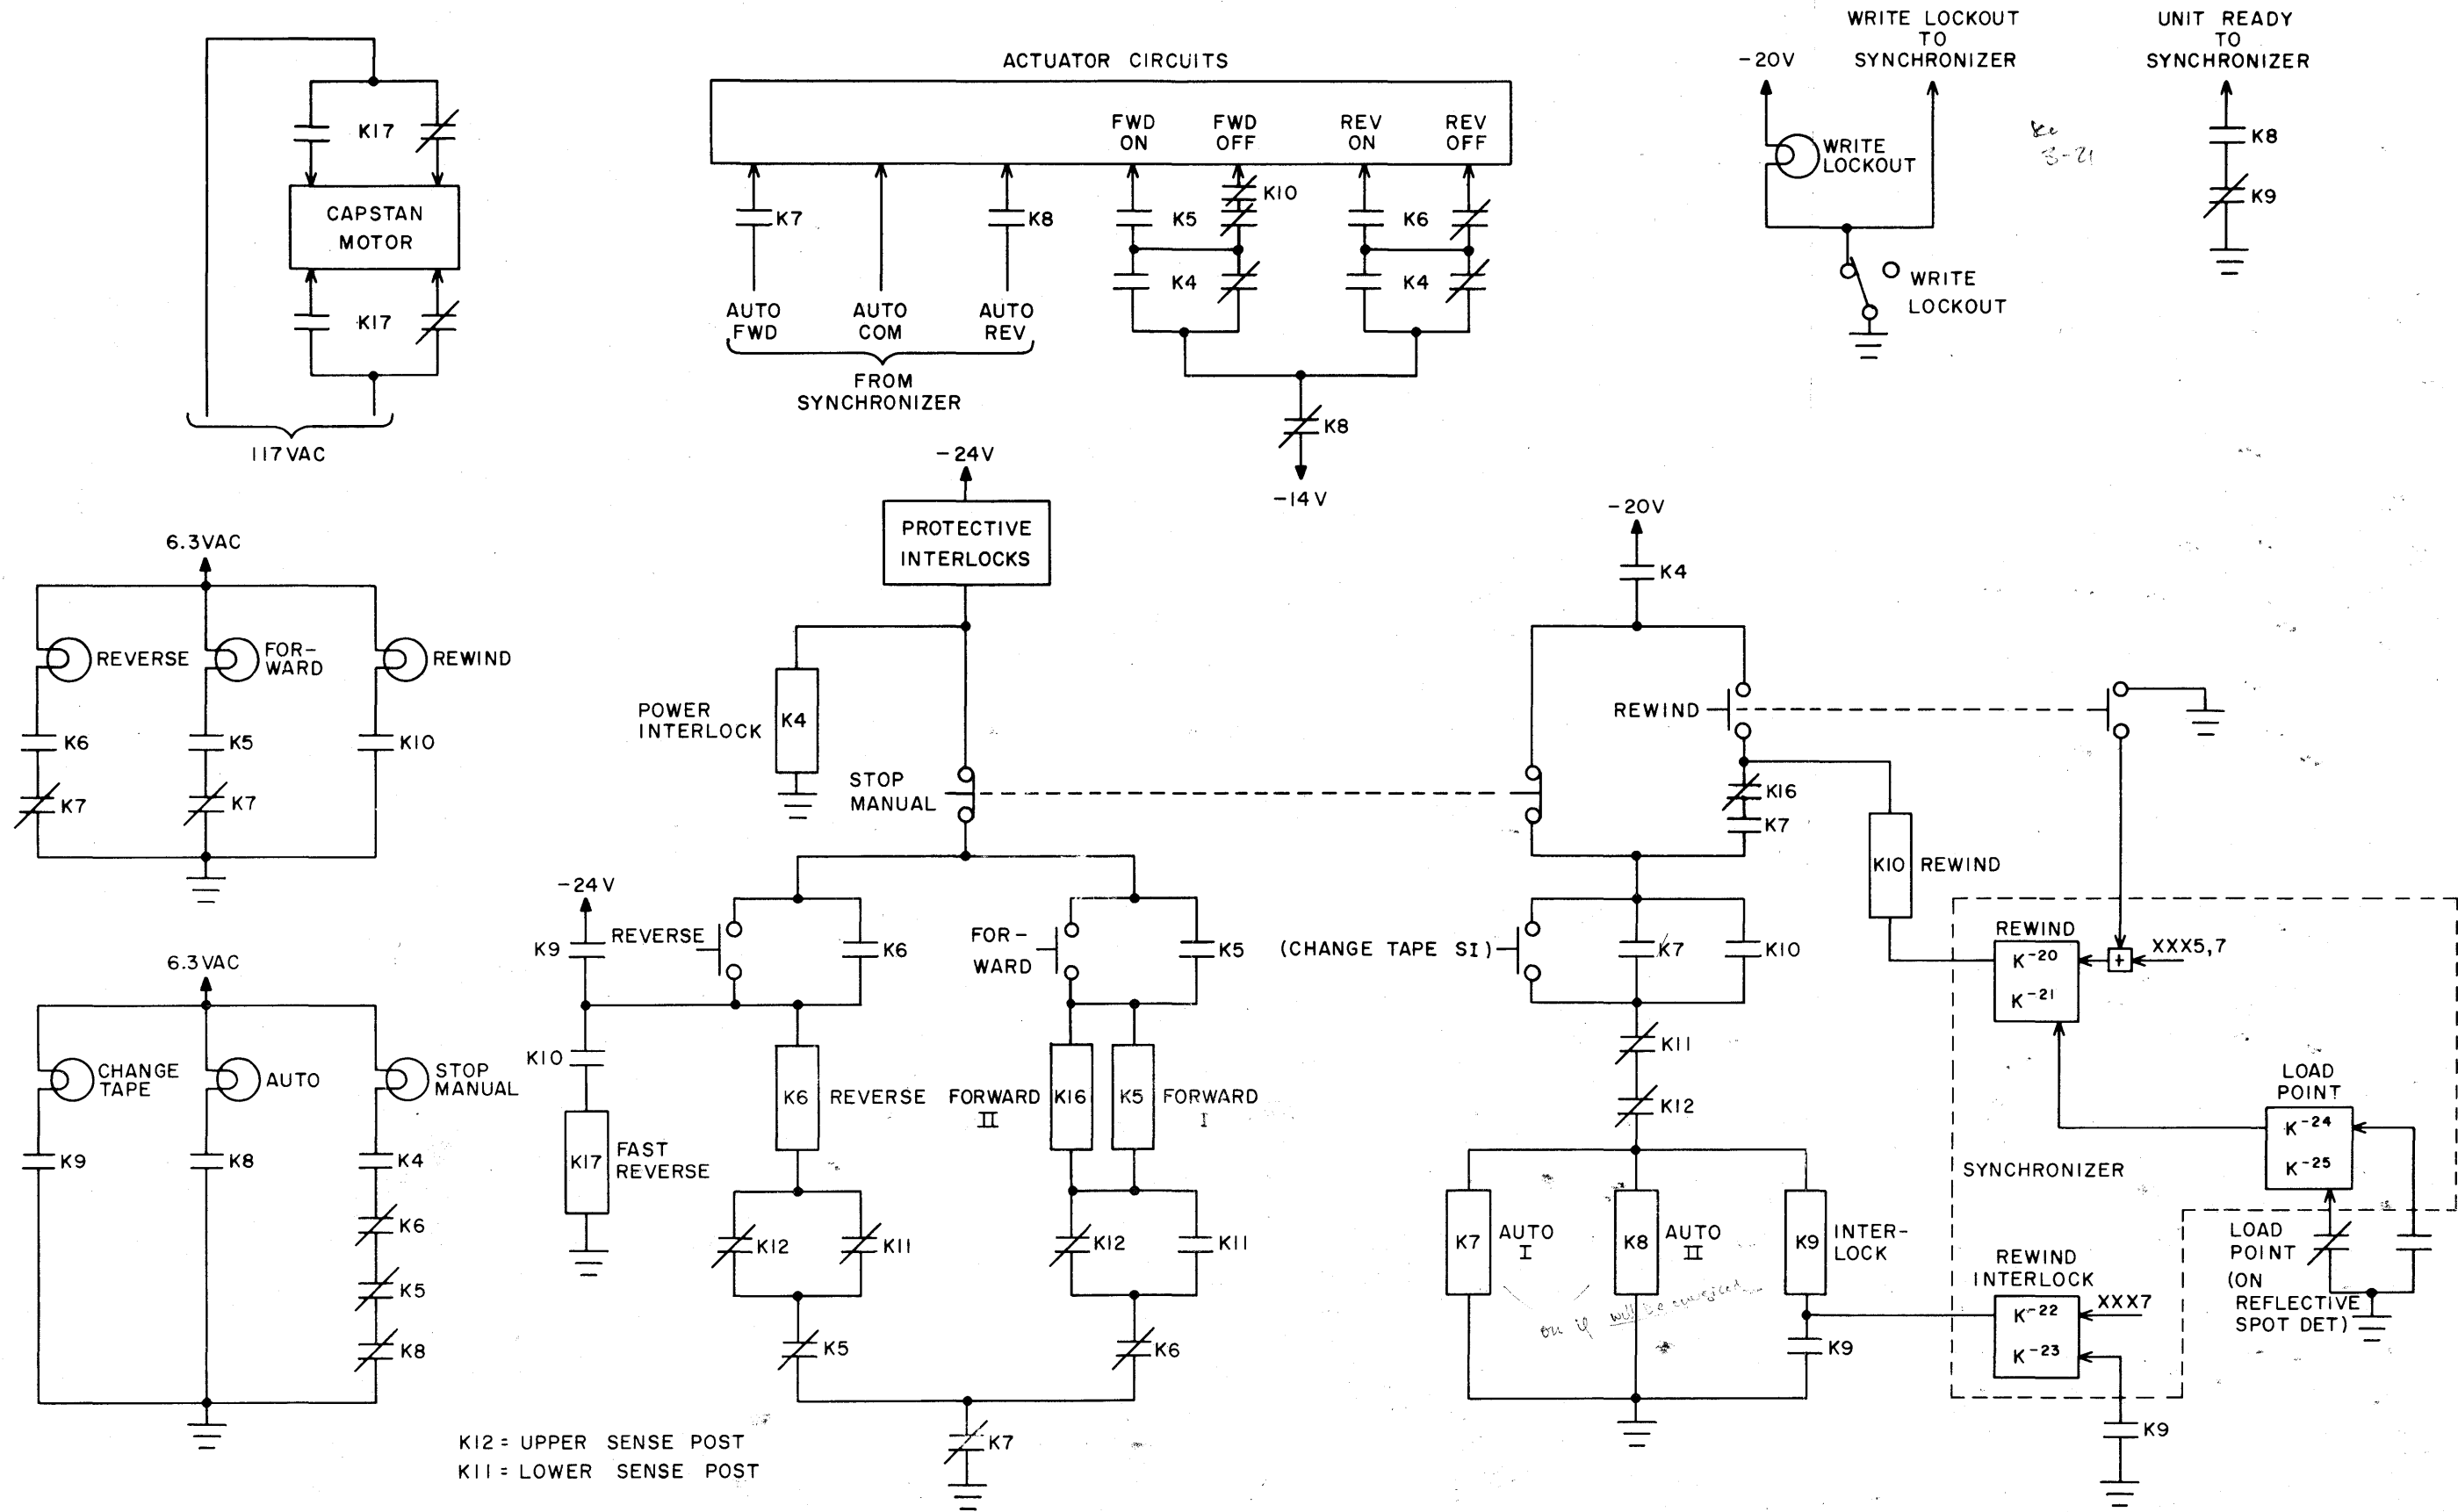 WRITE LOCKOUT
TO
SYNCHRONIZER
UNIT READY
TO
SYNCHRONIZER
ACTUATOR CIRCUITS
-20V
FWD
ON
FWD
OFF
REV
ON
REV
OFF
K17
K8
3-21
WRITE
LOCKOUT
K9
CAPSTAN
MOTOR
K7
K8
K5
K10
K6
K4
K4
WRITE
LOCKOUT
AUTO
FWD
AUTO
COM
AUTO
REV
K17
FROM
SYNCHRONIZER
K8
-14V
117VAC
-24V
PROTECTIVE
INTERLOCKS
-20V
K4
6.3VAC
REVERSE
FOR-
WARD
REWIND
K6
K5
K10
K7
K7
POWER
INTERLOCK
K4
STOP
MANUAL
REWIND
K16
K7
K10
REWIND
-24V
K9
REVERSE
K6
FOR-
WARD
K5
(CHANGE TAPE SI)
K7
K10
REWIND
K-20
K-21
+
XXX5,7
6.3VAC
CHANGE
TAPE
AUTO
STOP
MANUAL
K10
K6
REVERSE
FORWARD
II
K16
K5
FORWARD
I
K11
K12
LOAD
POINT
K-24
K-25
SYNCHRONIZER
K9
K8
K4
K6
K5
K8
K17
FAST
REVERSE
K12
K11
K12
K11
K5
K6
K7
K7
AUTO
I
K8
AUTO
II
K9
INTER-
LOCK
K9
on if will be energized
REWIND
INTERLOCK
K-22
K-23
XXX7
K9
LOAD
POINT
(ON
REFLECTIVE
SPOT DET)
K12 = UPPER SENSE POST
K11 = LOWER SENSE POST